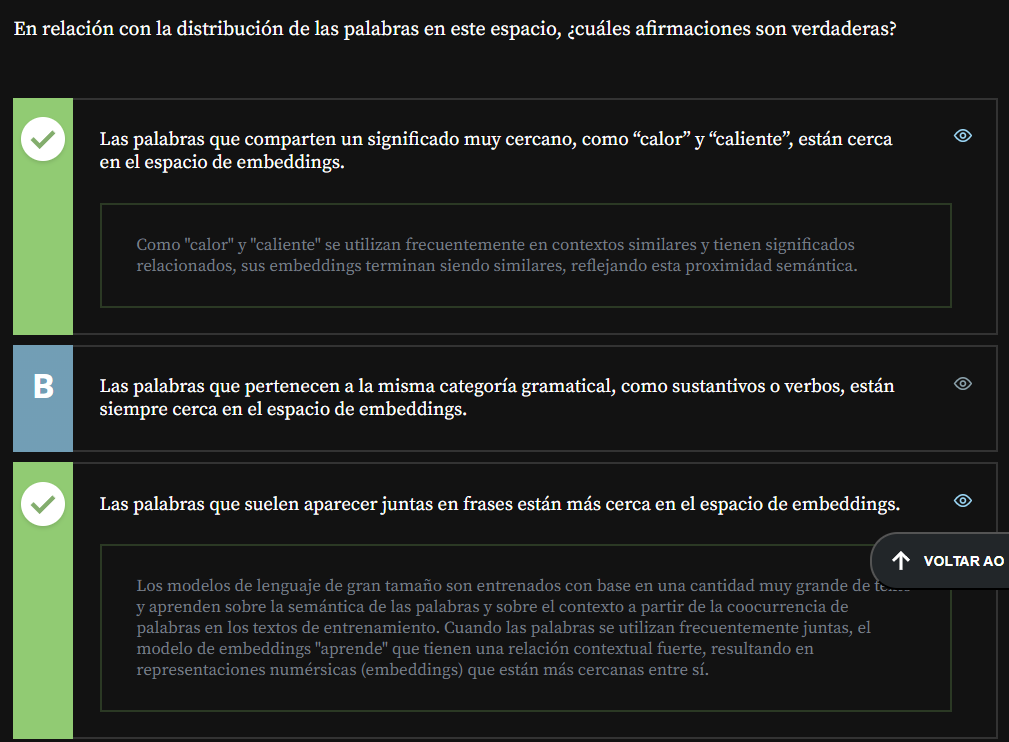 En relación con la distribución de las palabras en este espacio, ¿cuáles afirmaciones son verdaderas?
Las palabras que comparten un significado muy cercano, como “calor” y “caliente”, están cerca
en el espacio de embeddings.
Como "calor" y "caliente" se utilizan frecuentemente en contextos similares y tienen significados
relacionados, sus embeddings terminan siendo similares, reflejando esta proximidad semántica.
B
Las palabras que pertenecen a la misma categoría gramatical, como sustantivos o verbos, están
siempre cerca en el espacio de embeddings.
Las palabras que suelen aparecer juntas en frases están más cerca en el espacio de embeddings.
VOLTAR AO
Los modelos de lenguaje de gran tamaño son entrenados con base en una cantidad muy grande de
y aprenden sobre la semántica de las palabras y sobre el contexto a partir de la coocurrencia de
palabras en los textos de entrenamiento. Cuando las palabras se utilizan frecuentemente juntas, el
modelo de embeddings "aprende" que tienen una relación contextual fuerte, resultando en
representaciones numérsicas (embeddings) que están más cercanas entre sí.